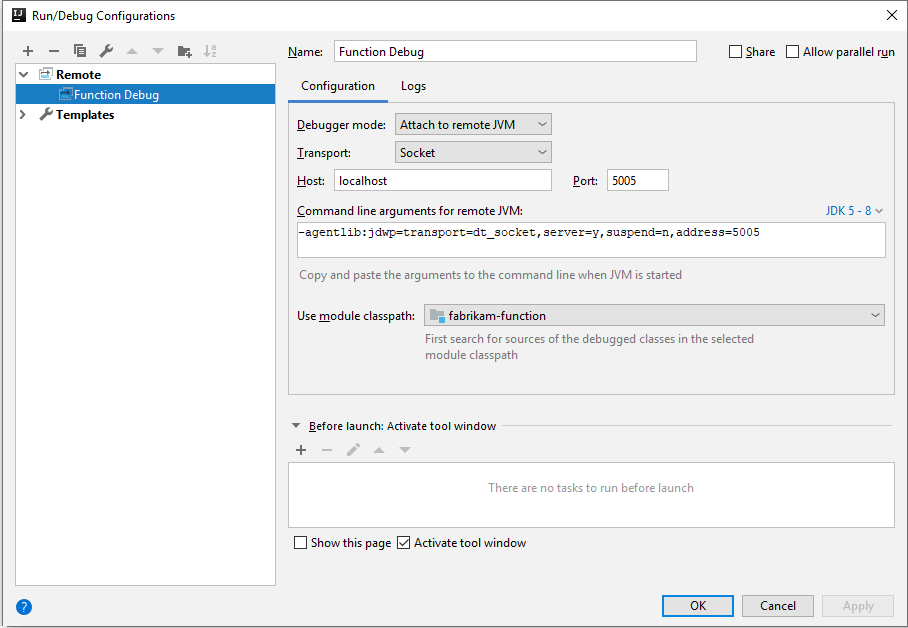 Run/Debug Configurations
Name: Function Debug
Share
Allow parallel run
Remote
Function Debug
Templates
Configuration
Logs
Debugger mode: Attach to remote JVM
Transport: Socket
Host: localhost
Port: 5005
Command line arguments for remote JVM:
JDK 5 - 8
-agentlib:jdwp=transport=dt_socket,server=y,suspend=n,address=5005
Copy and paste the arguments to the command line when JVM is started
Use module classpath: fabrikam-function
First search for sources of the debugged classes in the selected
module classpath
Before launch: Activate tool window
There are no tasks to run before launch
Show this page
Activate tool window
?
OK
Cancel
Apply